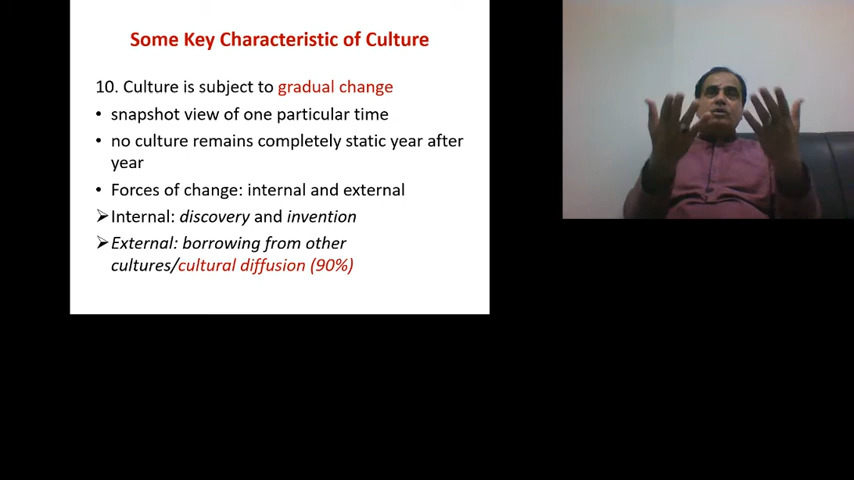 Some Key Characteristic of Culture
10. Culture is subject to gradual change
• snapshot view of one particular time
• no culture remains completely static year after
year
• Forces of change: internal and external
➢Internal: discovery and invention
➢External: borrowing from other
cultures/cultural diffusion (90%)